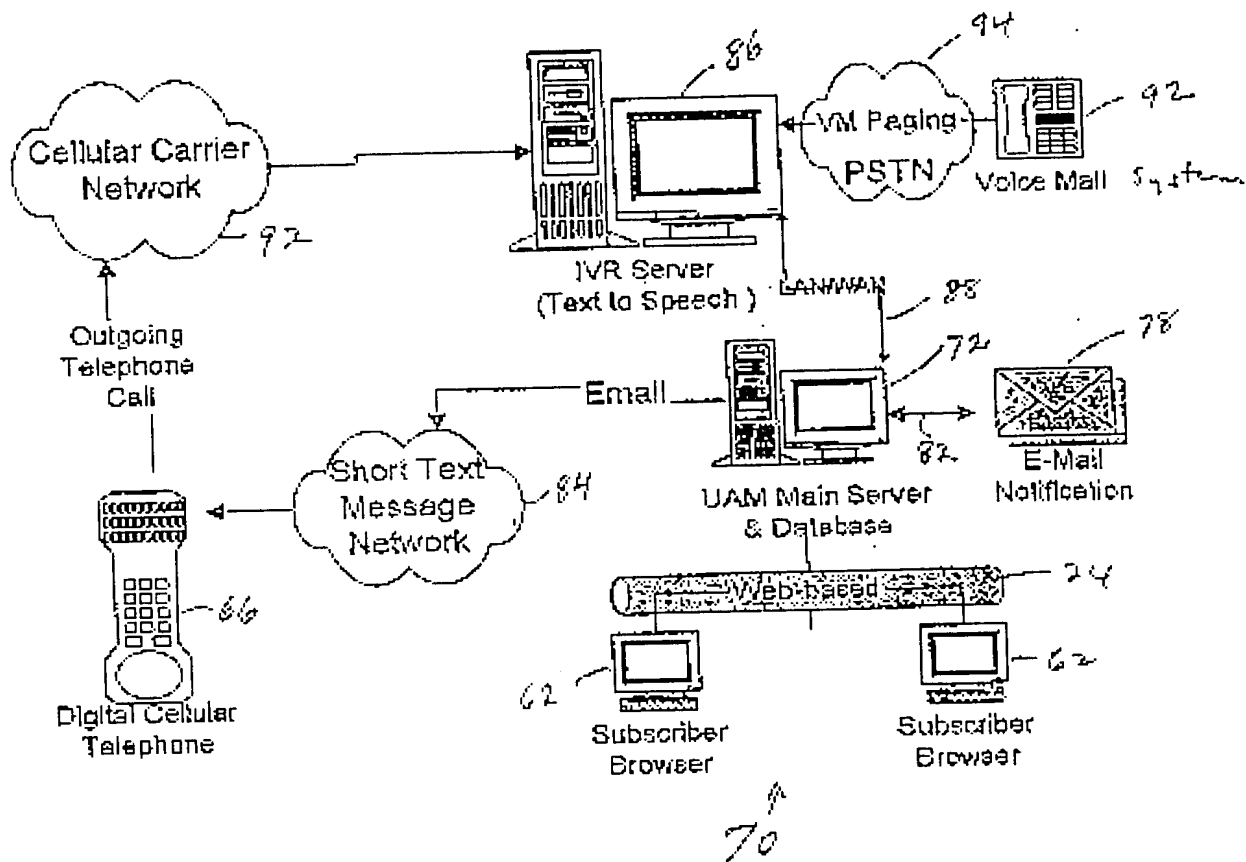 94
86
Cellular Carrier
Network
VM Paging
PSTN
92
Voice Mail System
92
IVR Server
(Text to Speech)
LAN/WAN
88
Outgoing
Telephone
Call
72
78
Email
82
E-Mail
Notification
Short Text
Message
Network
84
UAM Main Server
& Database
66
Web-based
24
62
62
Digital Cellular
Telephone
Subscriber
Browser
Subscriber
Browser
70